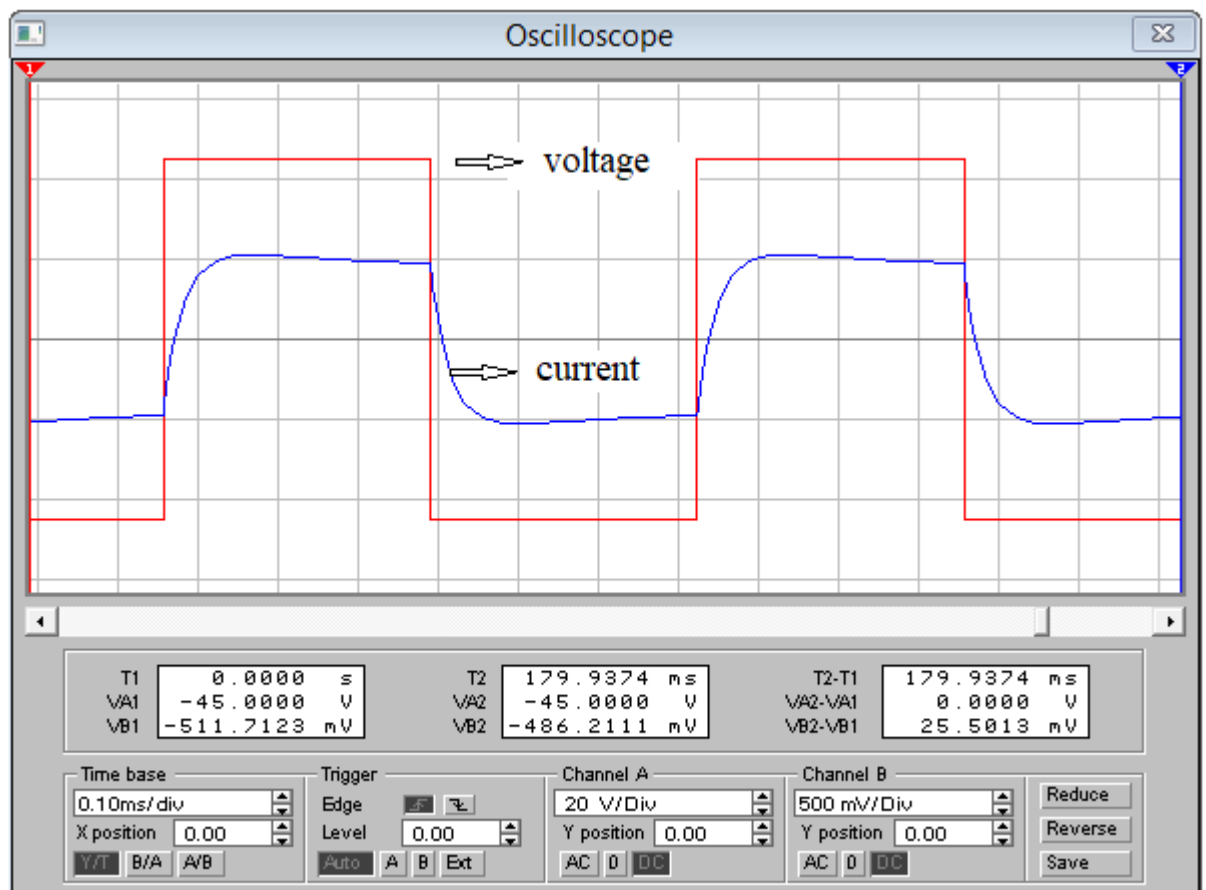 Oscilloscope
1
2
voltage
current
T1 0.0000 s
VA1 -45.0000 V
VB1 -511.7123 mV
T2 179.9374 ms
VA2 -45.0000 V
VB2 -486.2111 mV
T2-T1 179.9374 ms
VA2-VA1 0.0000 V
VB2-VB1 25.5013 mV
Time base
0.10ms/div
X position 0.00
Y/T B/A A/B
Trigger
Edge
Level 0.00
Auto A B Ext
Channel A
20 V/Div
Y position 0.00
AC 0 DC
Channel B
500 mV/Div
Y position 0.00
AC 0 DC
Reduce
Reverse
Save